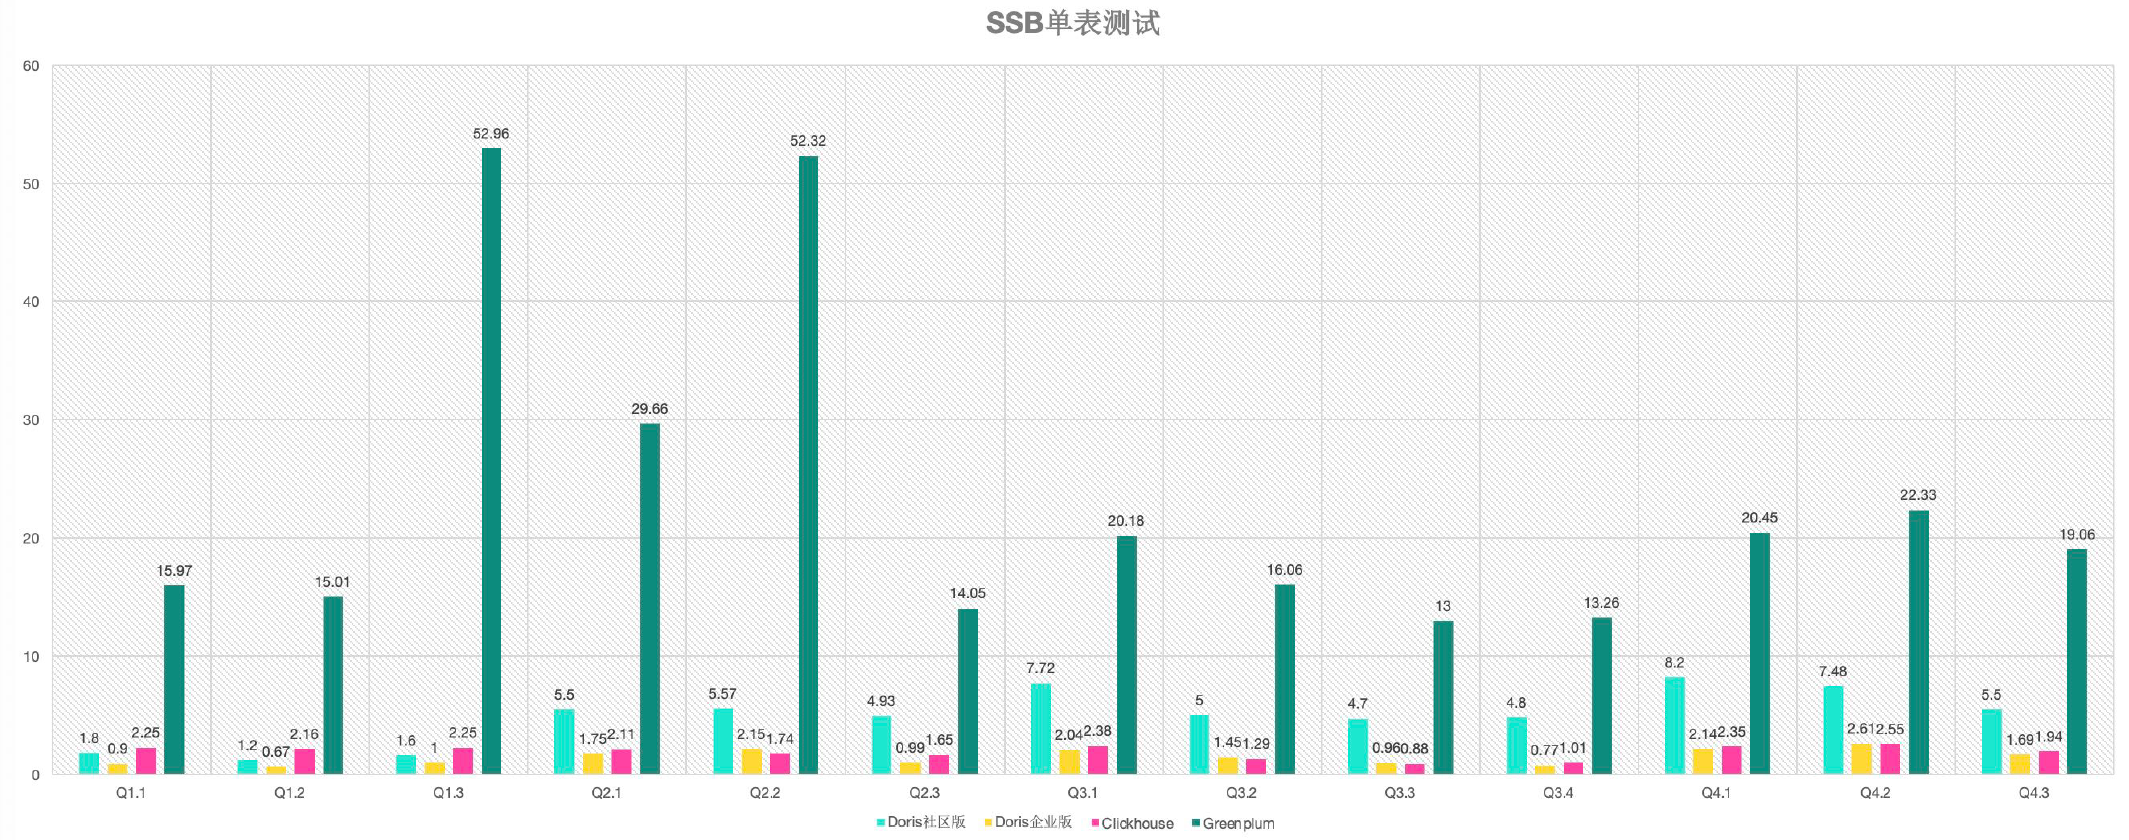 SSB单表测试
60
50
40
30
20
10
0
1.8 0.9 2.25 15.97
1.2 0.67 2.16 15.01
1.6 1 2.25 52.96
5.5 1.75 2.11 29.66
5.57 2.15 1.74 52.32
4.93 0.99 1.65 14.05
7.72 2.04 2.38 20.18
5 1.45 1.29 16.06
4.7 0.96 0.88 13
4.8 0.77 1.01 13.26
8.2 2.14 2.35 20.45
7.48 2.61 2.55 22.33
5.5 1.69 1.94 19.06
Q1.1 Q1.2 Q1.3 Q2.1 Q2.2 Q2.3 Q3.1 Q3.2 Q3.3 Q3.4 Q4.1 Q4.2 Q4.3
Doris社区版 Doris企业版 Clickhouse Greenplum